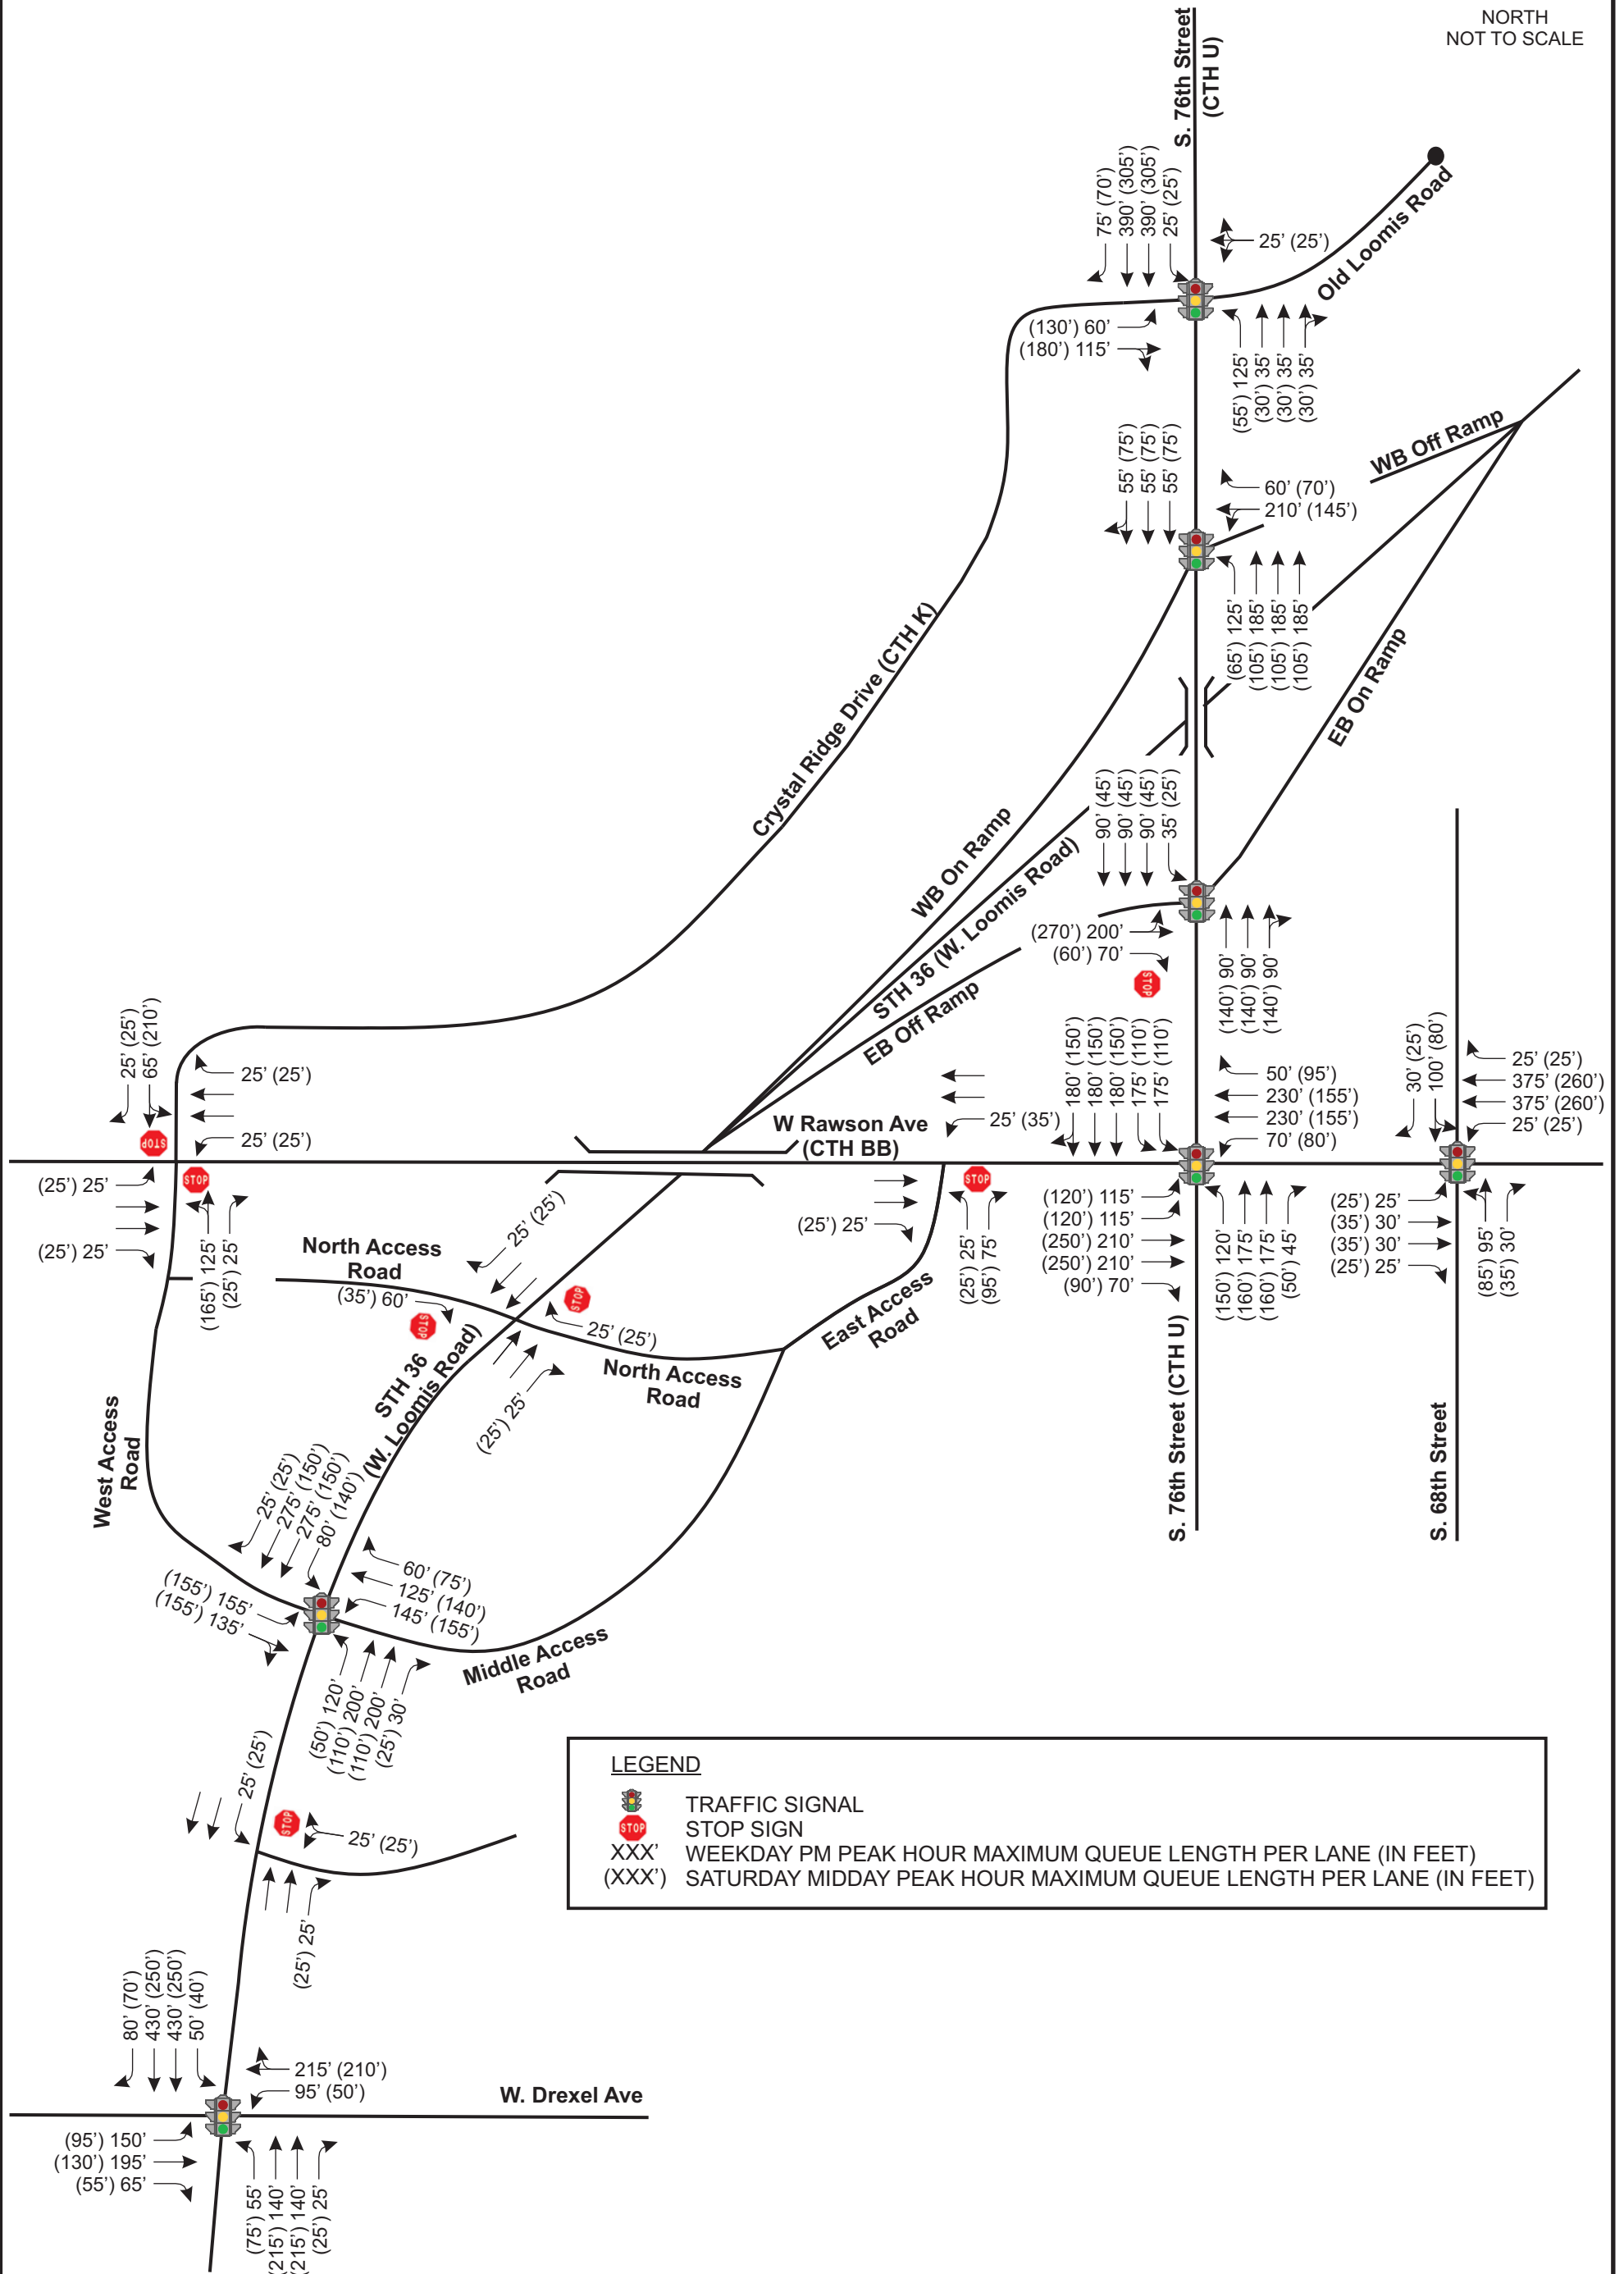 NORTH
NOT TO SCALE
S. 76th Street
(CTH U)
75' (70')
390' (305')
390' (305')
25' (25')
25' (25')
Old Loomis Road
(130') 60'
(180') 115'
(55') 125'
(30') 35'
(30') 35'
(30') 35'
WB Off Ramp
55' (75')
55' (75')
55' (75')
60' (70')
210' (145')
(65') 125'
(105') 185'
(105') 185'
(105') 185'
Crystal Ridge Drive (CTH K)
EB On Ramp
WB On Ramp
STH 36 (W. Loomis Road)
EB Off Ramp
90' (45')
90' (45')
90' (45')
35' (25')
(270') 200'
(60') 70'
STOP
(140') 90'
(140') 90'
(140') 90'
25' (25')
65' (210')
25' (25')
25' (25')
STOP
STOP
(25') 25'
(25') 25'
(165') 125'
(25') 25'
W Rawson Ave
(CTH BB)
25' (35')
STOP
(25') 25'
(25') 25'
(95') 75'
180' (150')
180' (150')
180' (150')
175' (110')
175' (110')
50' (95')
230' (155')
230' (155')
70' (80')
(120') 115'
(120') 115'
(250') 210'
(250') 210'
(90') 70'
(150') 120'
(160') 175'
(160') 175'
(50') 45'
S. 76th Street (CTH U)
30' (25')
100' (80')
25' (25')
375' (260')
375' (260')
25' (25')
(25') 25'
(35') 30'
(35') 30'
(25') 25'
(85') 95'
(35') 30'
S. 68th Street
North Access
Road
(35') 60'
STOP
25' (25')
STOP
25' (25')
(25') 25'
North Access
Road
East Access
Road
STH 36
(W. Loomis Road)
West Access
Road
25' (25')
275' (150')
275' (150')
80' (140')
60' (75')
125' (140')
145' (155')
(155') 155'
(155') 135'
(50') 120'
(110') 200'
(110') 200'
(25') 30'
Middle Access
Road
25' (25')
STOP
25' (25')
(25') 25'
LEGEND
TRAFFIC SIGNAL
STOP STOP SIGN
XXX' WEEKDAY PM PEAK HOUR MAXIMUM QUEUE LENGTH PER LANE (IN FEET)
(XXX') SATURDAY MIDDAY PEAK HOUR MAXIMUM QUEUE LENGTH PER LANE (IN FEET)
80' (70')
430' (250')
430' (250')
50' (40')
215' (210')
95' (50')
W. Drexel Ave
(95') 150'
(130') 195'
(55') 65'
(75') 55'
(215') 140'
(215') 140'
(25') 25'